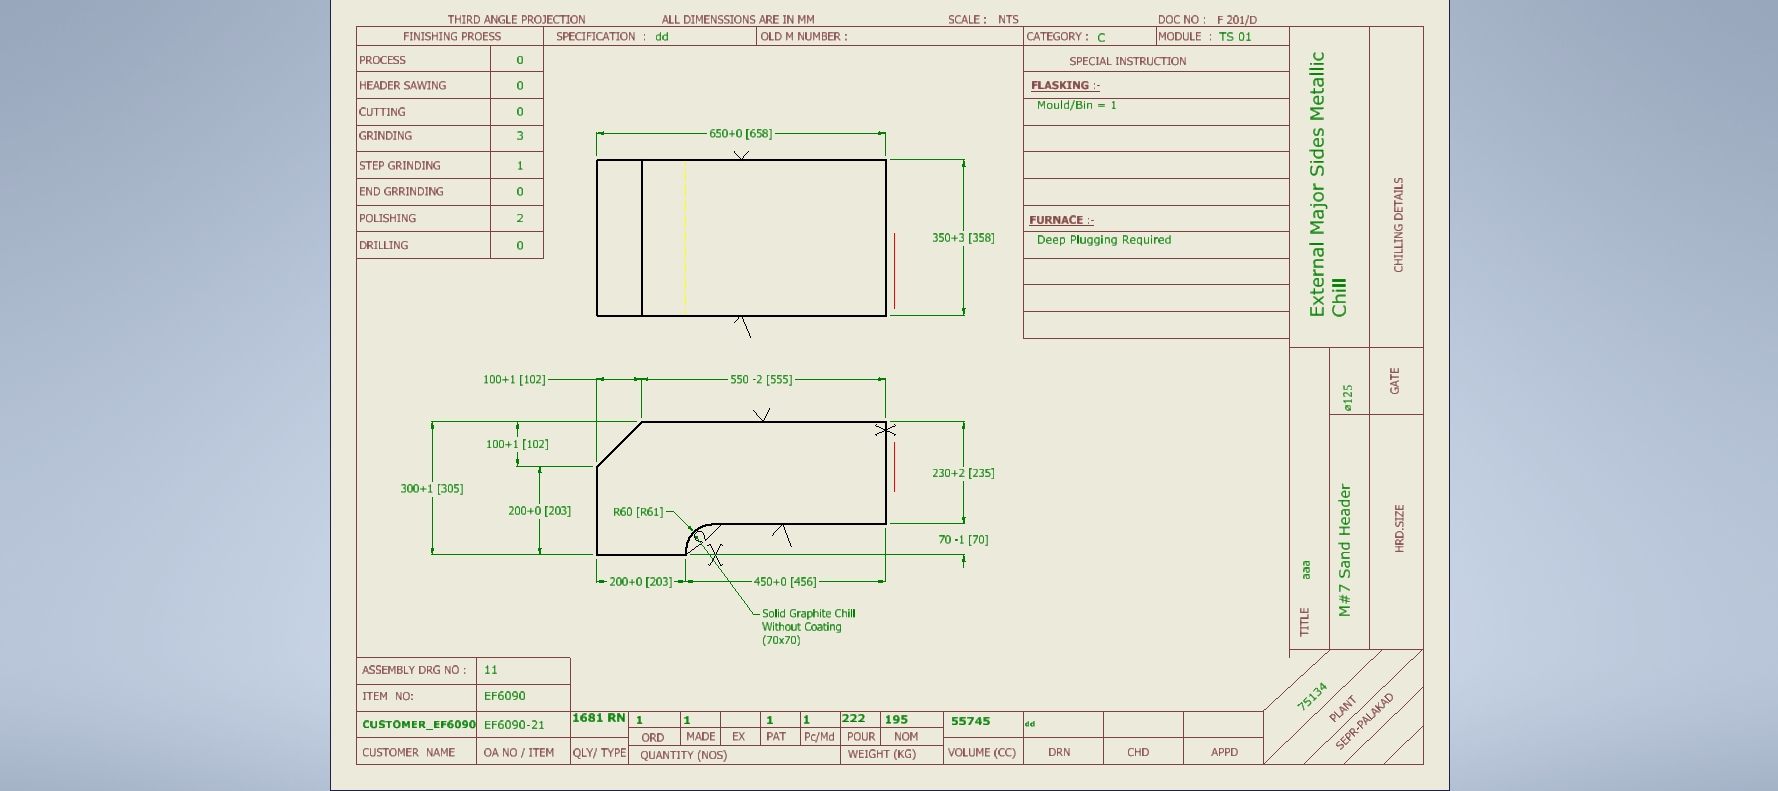 THIRD ANGLE PROJECTION ALL DIMENSSIONS ARE IN MM SCALE : NTS DOC NO : F 201/D
FINISHING PROESS SPECIFICATION : dd OLD M NUMBER : CATEGORY : C MODULE : TS 01
PROCESS 0
HEADER SAWING 0
CUTTING 0
GRINDING 3
STEP GRINDING 1
END GRRINDING 0
POLISHING 2
DRILLING 0
SPECIAL INSTRUCTION
FLASKING :-
Mould/Bin = 1
FURNACE :-
Deep Plugging Required
650+0 [658]
350+3 [358]
100+1 [102]
550 -2 [555]
100+1 [102]
300+1 [305]
200+0 [203]
R60 [R61]
230+2 [235]
70 -1 [70]
200+0 [203]
450+0 [456]
Solid Graphite Chill
Without Coating
(70x70)
External Major Sides Metallic
Chill
CHILLING DETAILS
ø125
GATE
M#7 Sand Header
HRD.SIZE
TITLE aaa
75134
PLANT
SEPR-PALAKAD
ASSEMBLY DRG NO : 11
ITEM NO: EF6090
CUSTOMER_EF6090 EF6090-21 1681 RN 1 1 1 1 222 195 55745 dd
ORD MADE EX PAT Pc/Md POUR NOM
CUSTOMER NAME OA NO / ITEM QLY/ TYPE QUANTITY (NOS) WEIGHT (KG) VOLUME (CC) DRN CHD APPD